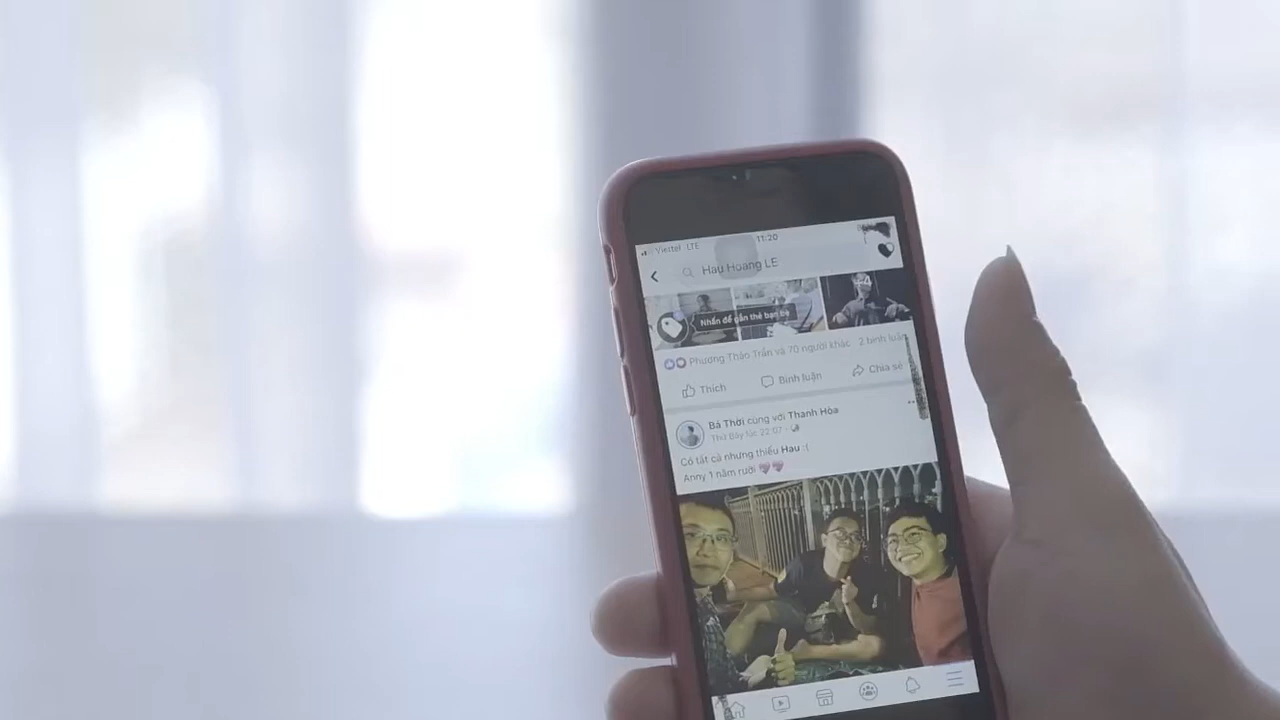 Viettel LTE 11:20
Hau Hoang LE
Nhấn để gắn thẻ bạn bè
Phương Thảo Trần và 70 người khác 2 bình luận
Thích Bình luận Chia sẻ
Bá Thời cùng với Thanh Hòa
Thứ Bảy lúc 22:07
Có tất cả nhưng thiếu Hau :(
Anny 1 năm rưỡi